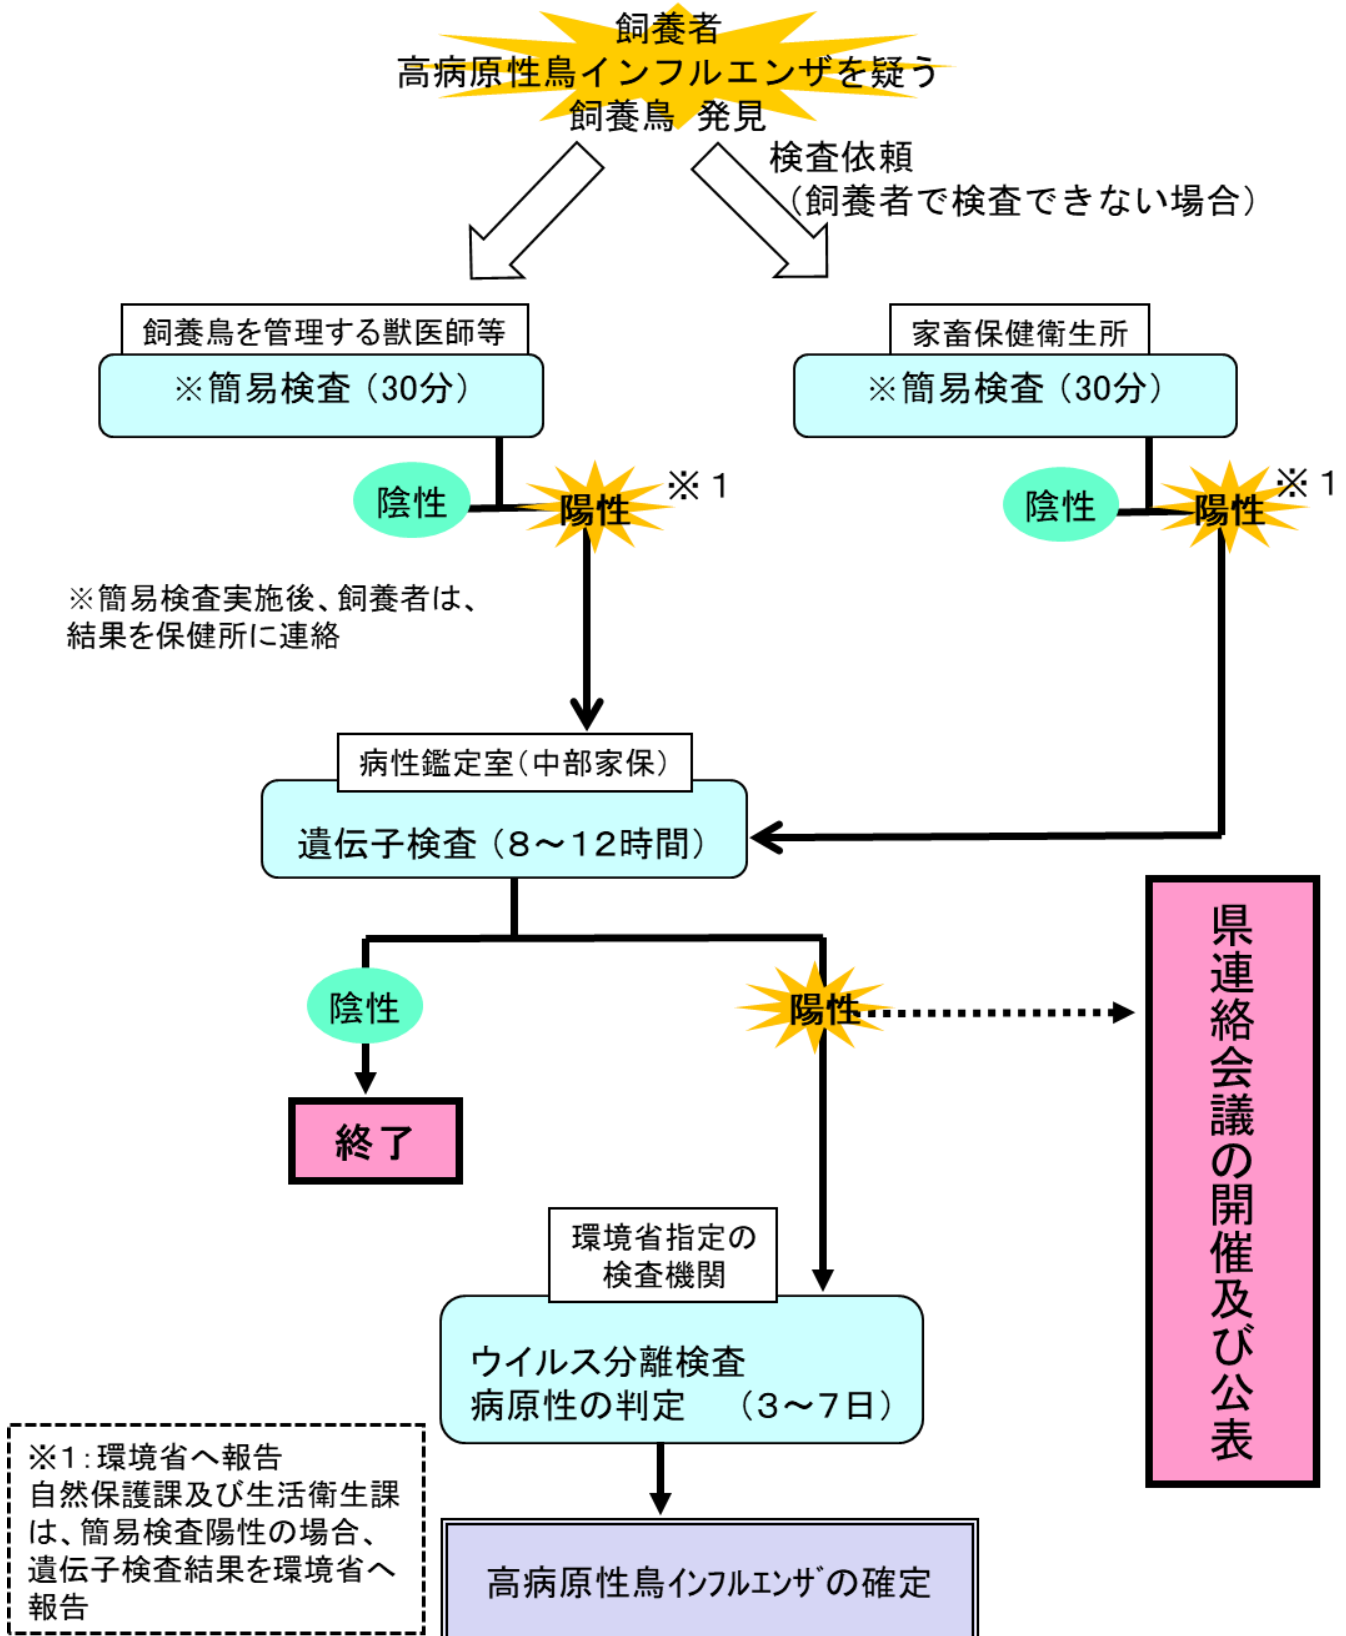 飼養者
高病原性鳥インフルエンザを疑う
飼養鳥 発見
検査依頼
（飼養者で検査できない場合）
飼養鳥を管理する獣医師等
※簡易検査（30分）
家畜保健衛生所
※簡易検査（30分）
陰性
陽性
※１
陰性
陽性
※１
※簡易検査実施後、飼養者は、
結果を保健所に連絡
病性鑑定室（中部家保）
遺伝子検査（８～１２時間）
陰性
陽性
終了
県連絡会議の開催及び公表
環境省指定の
検査機関
ウイルス分離検査
病原性の判定 （３～７日）
※１：環境省へ報告
自然保護課及び生活衛生課
は、簡易検査陽性の場合、
遺伝子検査結果を環境省へ
報告
高病原性鳥ｲﾝﾌﾙｴﾝｻﾞの確定